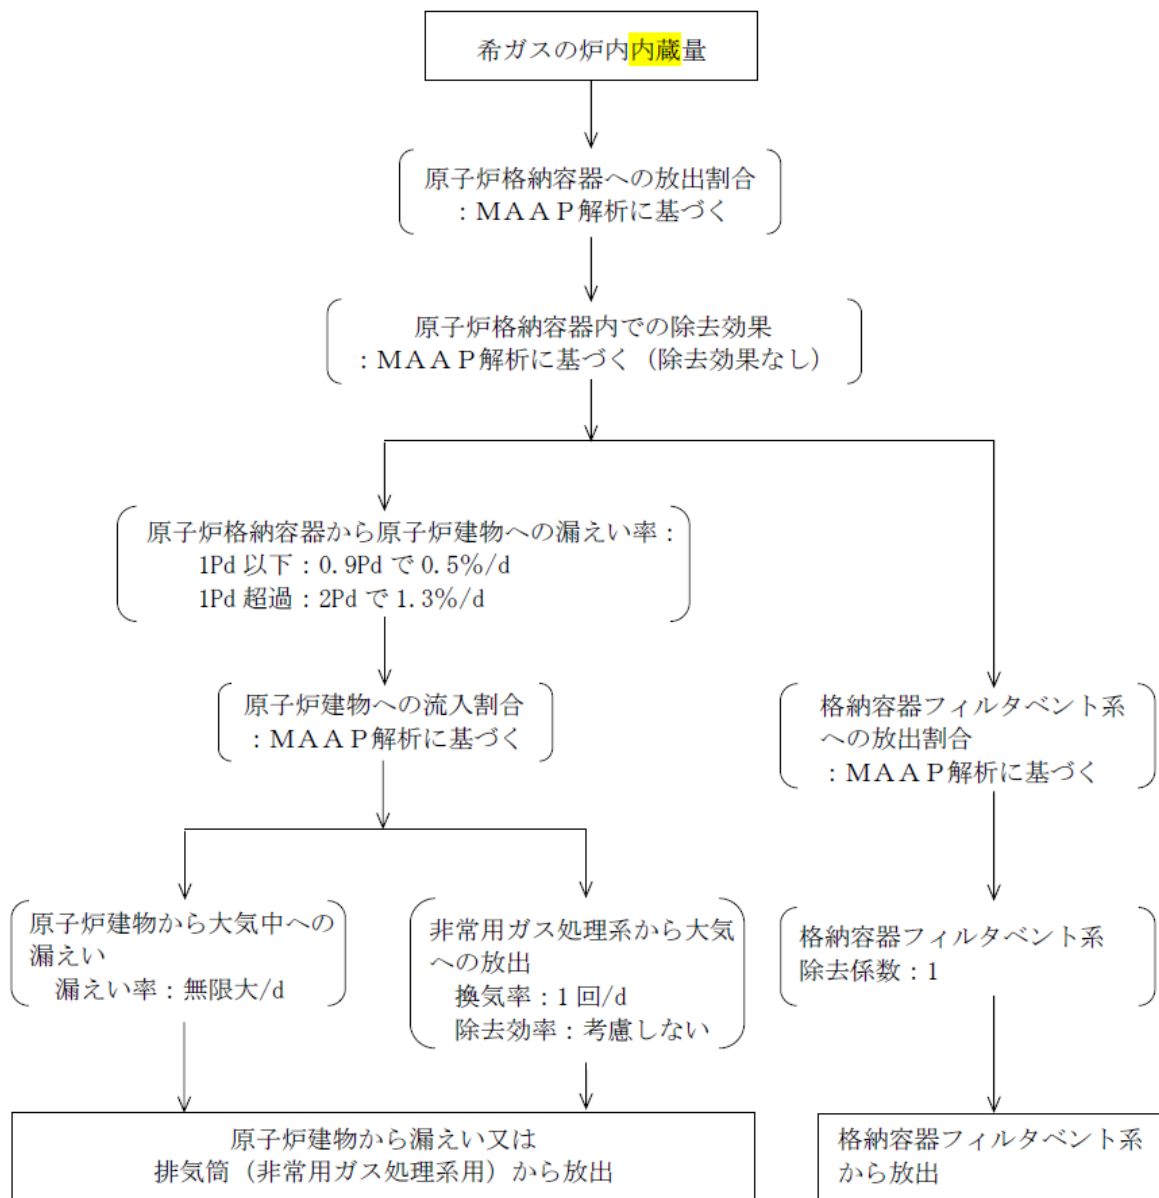 希ガスの炉内内蔵量
原子炉格納容器への放出割合
：ＭＡＡＰ解析に基づく
原子炉格納容器内での除去効果
：ＭＡＡＰ解析に基づく（除去効果なし）
原子炉格納容器から原子炉建物への漏えい率：
1Pd 以下：0.9Pd で 0.5%/d
1Pd 超過：2Pd で 1.3%/d
原子炉建物への流入割合
：ＭＡＡＰ解析に基づく
格納容器フィルタベント系
への放出割合
：ＭＡＡＰ解析に基づく
原子炉建物から大気中への
漏えい
漏えい率：無限大/d
非常用ガス処理系から大気
への放出
換気率：1 回/d
除去効率：考慮しない
格納容器フィルタベント系
除去係数：1
原子炉建物から漏えい又は
排気筒（非常用ガス処理系用）から放出
格納容器フィルタベント系
から放出